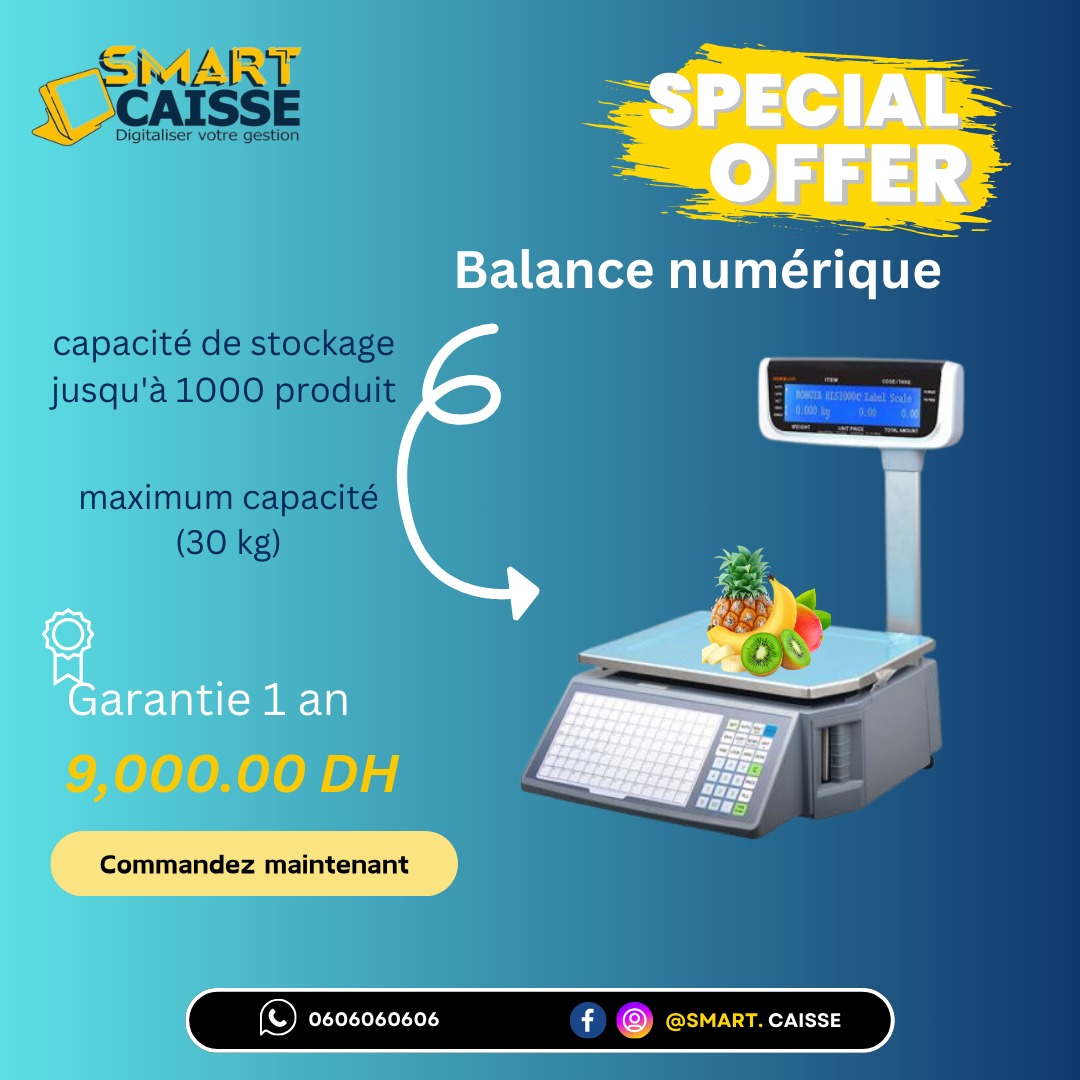 SMART
CAISSE
Digitaliser votre gestion
SPECIAL
OFFER
Balance numérique
capacité de stockage
jusqu'à 1000 produit
maximum capacité
(30 kg)
ITEM
CODE/TARE
RONGTA RLS1000C Label Scale
0.000 kg 0.00 0.00
WEIGHT UNIT PRICE TOTAL AMOUNT
Garantie 1 an
9,000.00 DH
Commandez maintenant
0606060606
@SMART. CAISSE